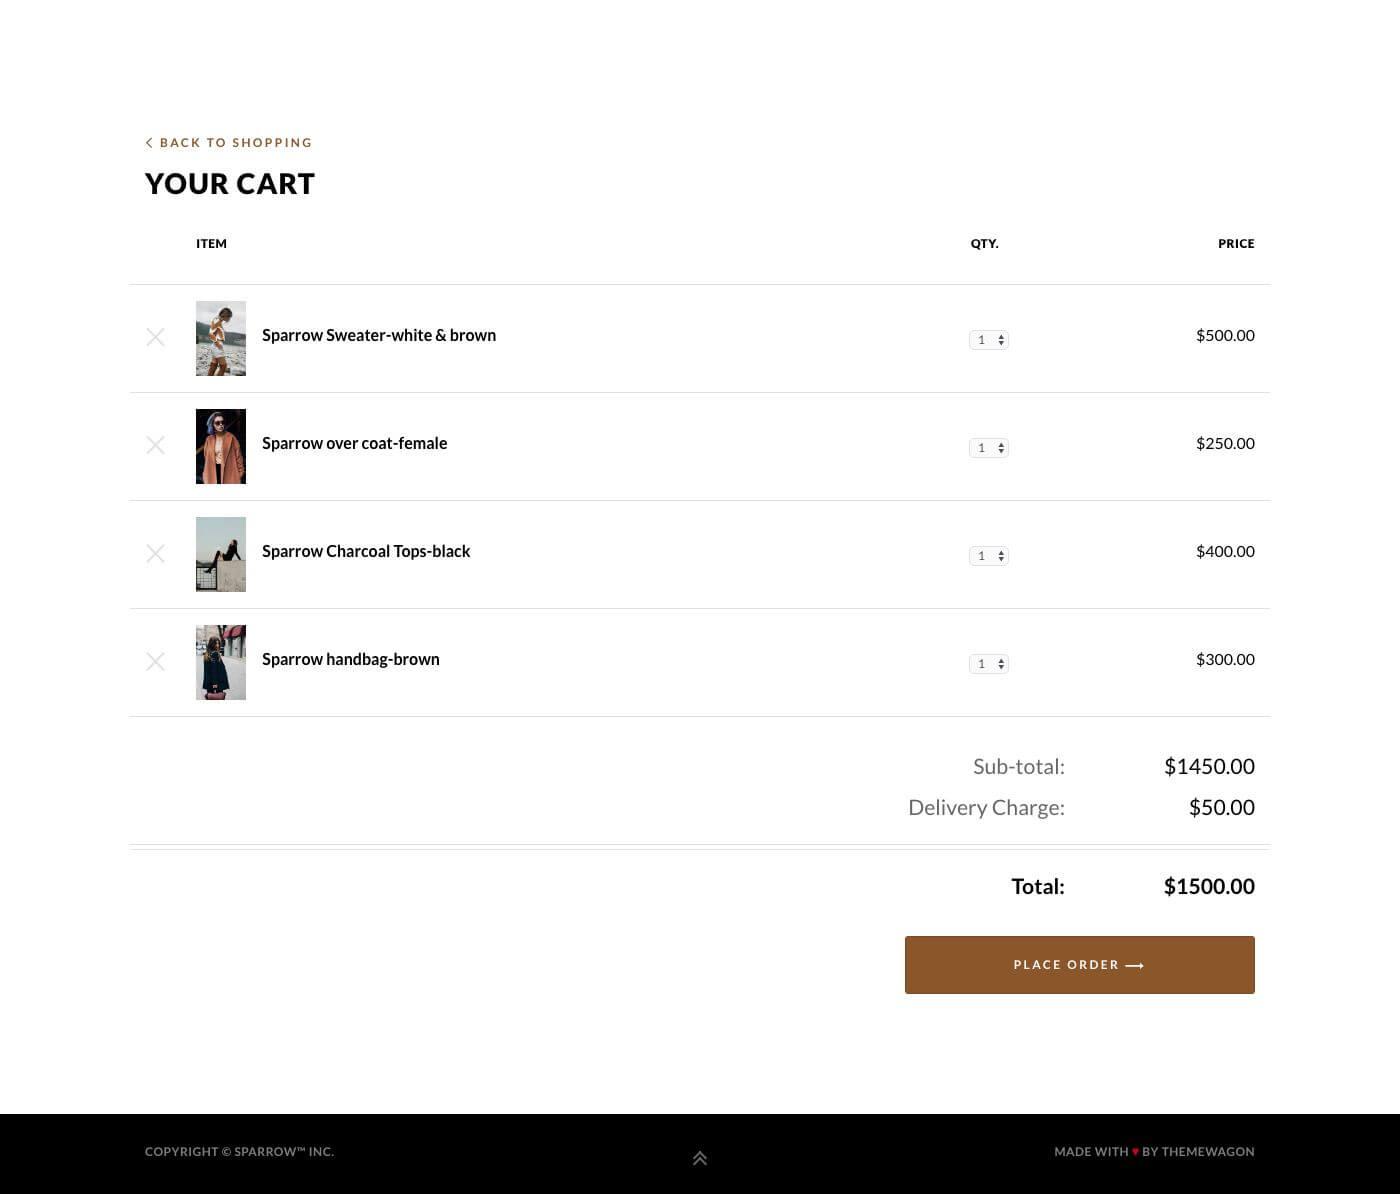 BACK TO SHOPPING
YOUR CART
ITEM QTY. PRICE
Sparrow Sweater-white & brown 1 $500.00
Sparrow over coat-female 1 $250.00
Sparrow Charcoal Tops-black 1 $400.00
Sparrow handbag-brown 1 $300.00
Sub-total: $1450.00
Delivery Charge: $50.00
Total: $1500.00
PLACE ORDER ⟶
COPYRIGHT © SPARROW™ INC. MADE WITH ♥ BY THEMEWAGON